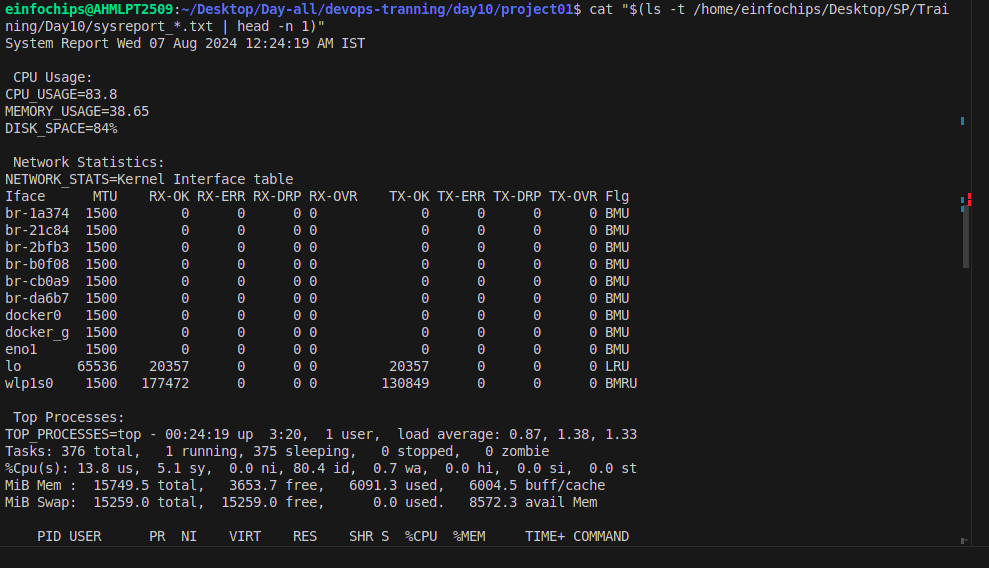 einfochips@AHMLPT2509:~/Desktop/Day-all/devops-tranning/day10/project01$ cat "$(ls -t /home/einfochips/Desktop/SP/Trai
ning/Day10/sysreport_*.txt | head -n 1)"
System Report Wed 07 Aug 2024 12:24:19 AM IST
 CPU Usage:
CPU_USAGE=83.8
MEMORY_USAGE=38.65
DISK_SPACE=84%
 Network Statistics:
NETWORK_STATS=Kernel Interface table
Iface      MTU    RX-OK RX-ERR RX-DRP RX-OVR    TX-OK TX-ERR TX-DRP TX-OVR Flg
br-1a374  1500        0      0      0 0             0      0      0      0 BMU
br-21c84  1500        0      0      0 0             0      0      0      0 BMU
br-2bfb3  1500        0      0      0 0             0      0      0      0 BMU
br-b0f08  1500        0      0      0 0             0      0      0      0 BMU
br-cb0a9  1500        0      0      0 0             0      0      0      0 BMU
br-da6b7  1500        0      0      0 0             0      0      0      0 BMU
docker0   1500        0      0      0 0             0      0      0      0 BMU
docker_g  1500        0      0      0 0             0      0      0      0 BMU
eno1      1500        0      0      0 0             0      0      0      0 BMU
lo       65536    20357      0      0 0         20357      0      0      0 LRU
wlp1s0    1500   177472      0      0 0        130849      0      0      0 BMRU
 Top Processes:
TOP_PROCESSES=top - 00:24:19 up  3:20,  1 user,  load average: 0.87, 1.38, 1.33
Tasks: 376 total,   1 running, 375 sleeping,   0 stopped,   0 zombie
%Cpu(s): 13.8 us,  5.1 sy,  0.0 ni, 80.4 id,  0.7 wa,  0.0 hi,  0.0 si,  0.0 st
MiB Mem :  15749.5 total,   3653.7 free,   6091.3 used,   6004.5 buff/cache
MiB Swap:  15259.0 total,  15259.0 free,      0.0 used.   8572.3 avail Mem
    PID USER      PR  NI    VIRT    RES    SHR S  %CPU  %MEM     TIME+ COMMAND